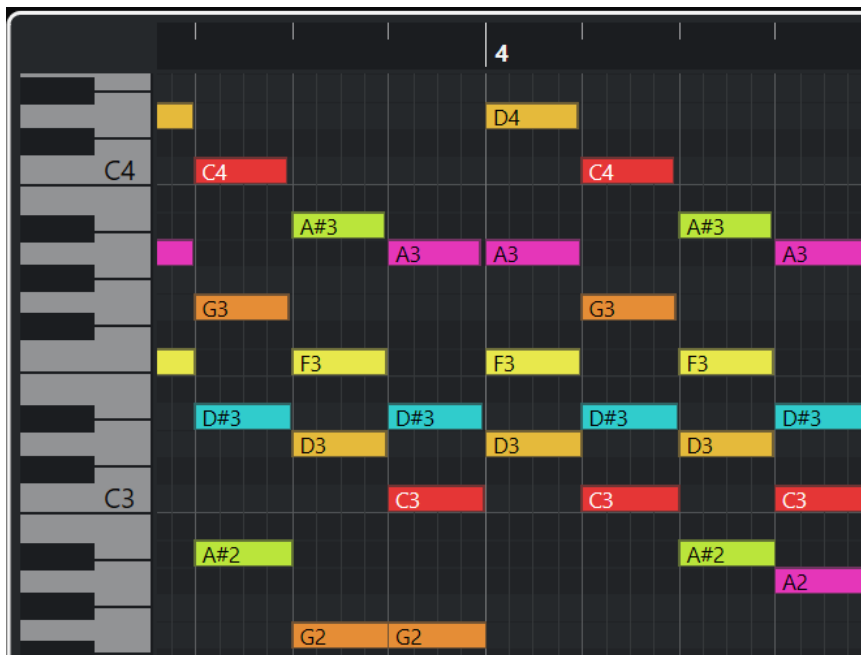 4
D4
C4 C4 C4
A#3 A#3
A3 A3 A3
G3 G3
F3 F3 F3
D#3 D#3 D#3 D#3
D3 D3 D3
C3 C3 C3 C3
A#2 A#2
A2
G2 G2